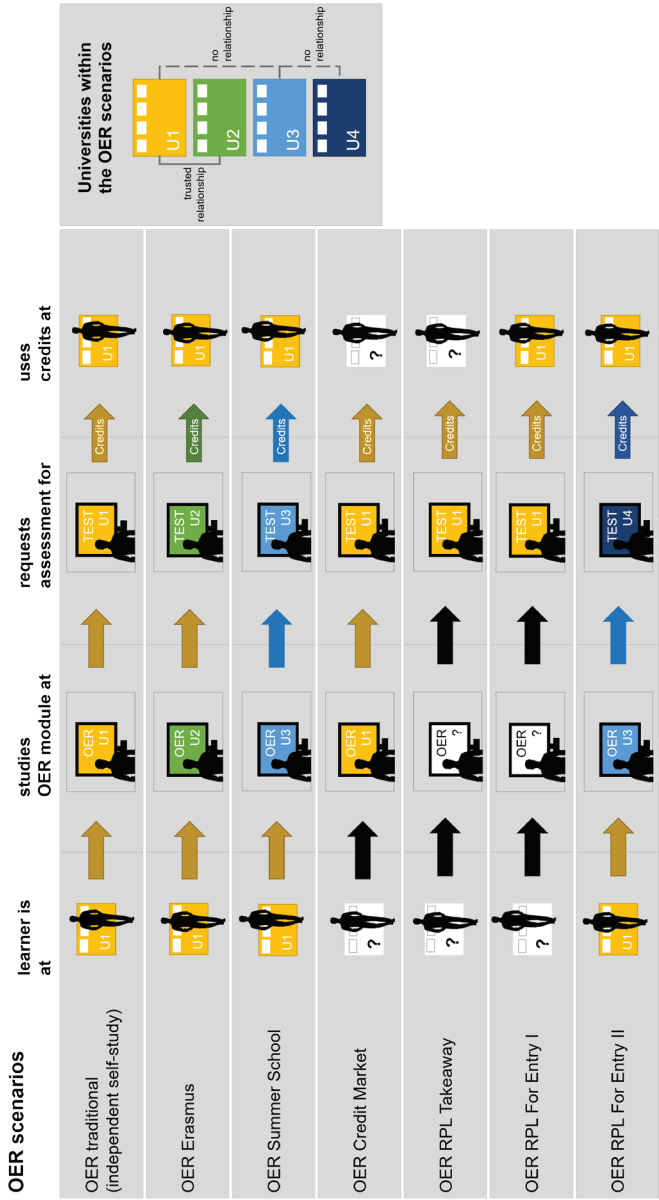 OER scenarios
learner is
at
studies
OER module at
requests
assessment for
uses
credits at
OER traditional
(independent self-study)
U1
OER
U1
TEST
U1
Credits
U1
OER Erasmus
U1
OER
U2
TEST
U2
Credits
U1
OER Summer School
U1
OER
U3
TEST
U3
Credits
U1
OER Credit Market
?
OER
U1
TEST
U1
Credits
?
OER RPL Takeaway
?
OER
?
TEST
U1
Credits
?
OER RPL For Entry I
?
OER
?
TEST
U1
Credits
U1
OER RPL For Entry II
U1
OER
U3
TEST
U4
Credits
U1
Universities within
the OER scenarios
trusted
relationship
U1
U2
U3
U4
no
relationship
no
relationship